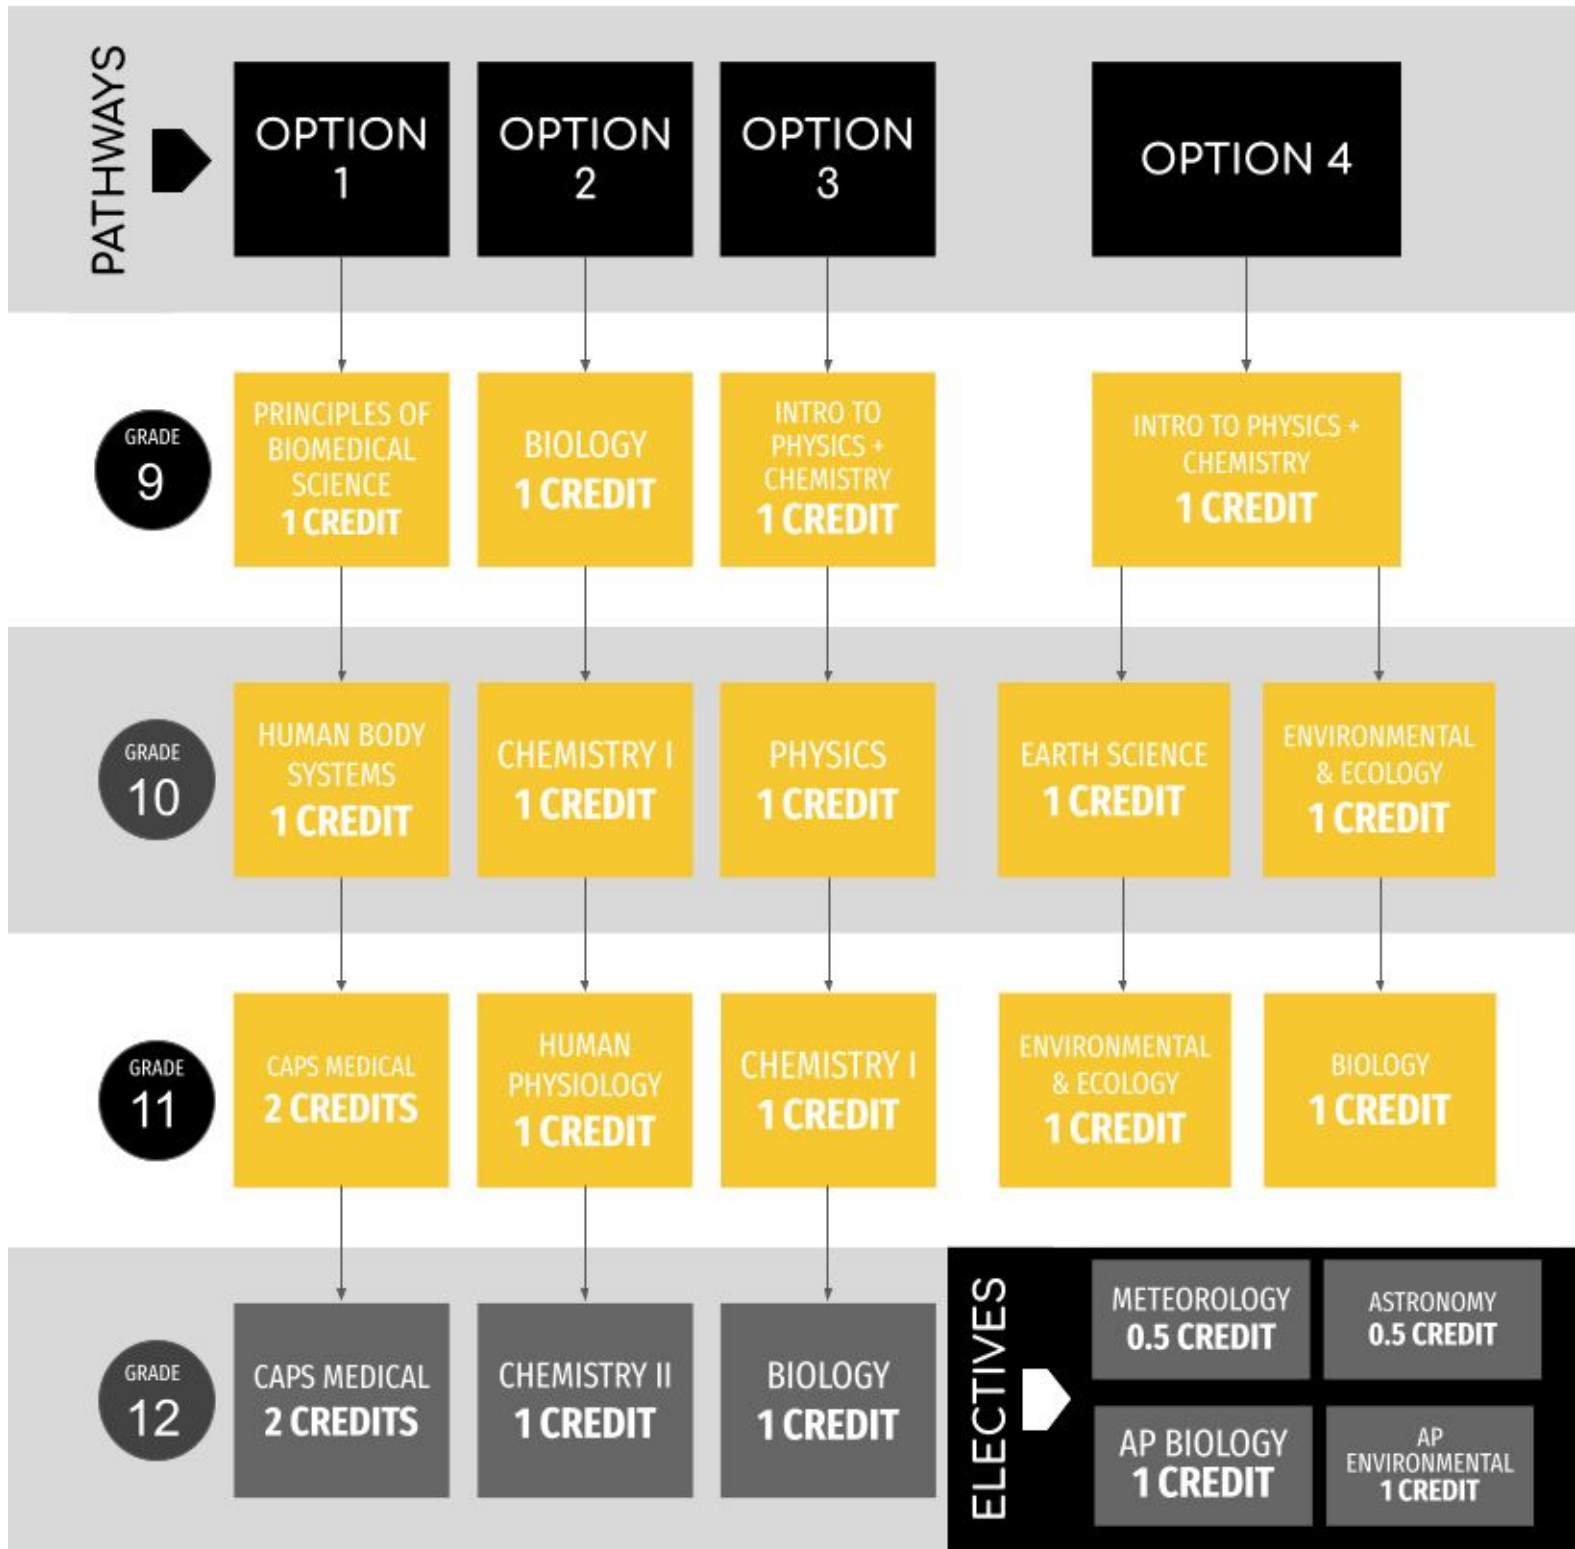 PATHWAYS
OPTION
1
OPTION
2
OPTION
3
OPTION 4
GRADE
9
PRINCIPLES OF
BIOMEDICAL
SCIENCE
1 CREDIT
BIOLOGY
1 CREDIT
INTRO TO
PHYSICS +
CHEMISTRY
1 CREDIT
INTRO TO PHYSICS +
CHEMISTRY
1 CREDIT
GRADE
10
HUMAN BODY
SYSTEMS
1 CREDIT
CHEMISTRY I
1 CREDIT
PHYSICS
1 CREDIT
EARTH SCIENCE
1 CREDIT
ENVIRONMENTAL
& ECOLOGY
1 CREDIT
GRADE
11
CAPS MEDICAL
2 CREDITS
HUMAN
PHYSIOLOGY
1 CREDIT
CHEMISTRY I
1 CREDIT
ENVIRONMENTAL
& ECOLOGY
1 CREDIT
BIOLOGY
1 CREDIT
GRADE
12
CAPS MEDICAL
2 CREDITS
CHEMISTRY II
1 CREDIT
BIOLOGY
1 CREDIT
ELECTIVES
METEOROLOGY
0.5 CREDIT
ASTRONOMY
0.5 CREDIT
AP BIOLOGY
1 CREDIT
AP
ENVIRONMENTAL
1 CREDIT